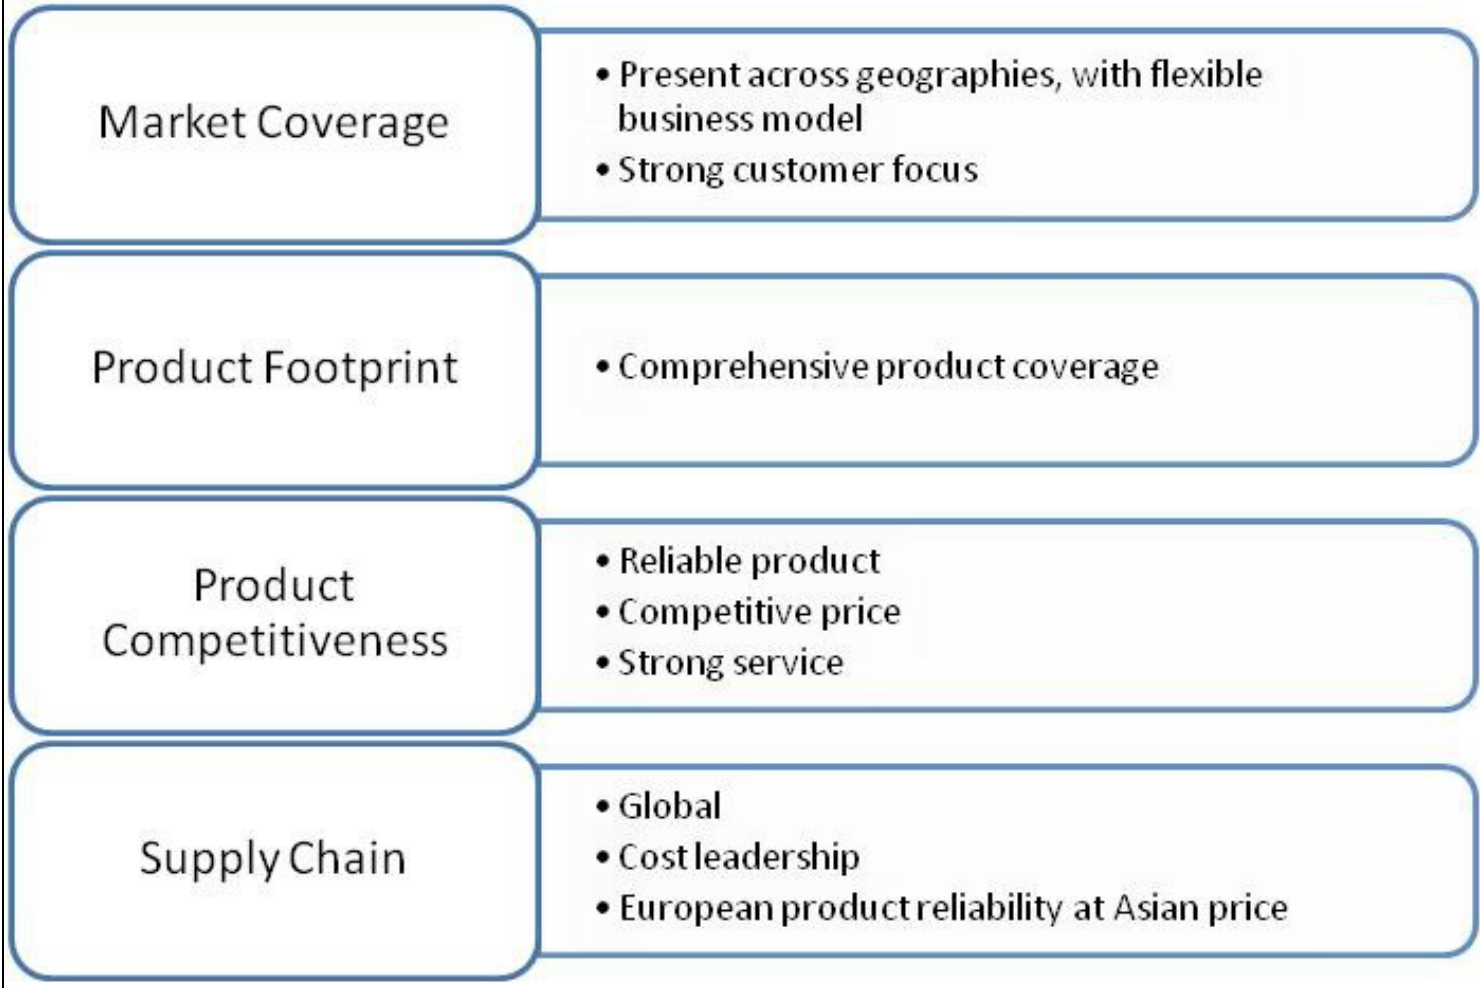 Market Coverage
• Present across geographies, with flexible
business model
• Strong customer focus
Product Footprint
• Comprehensive product coverage
Product
Competitiveness
• Reliable product
• Competitive price
• Strong service
Supply Chain
• Global
• Cost leadership
• European product reliability at Asian price